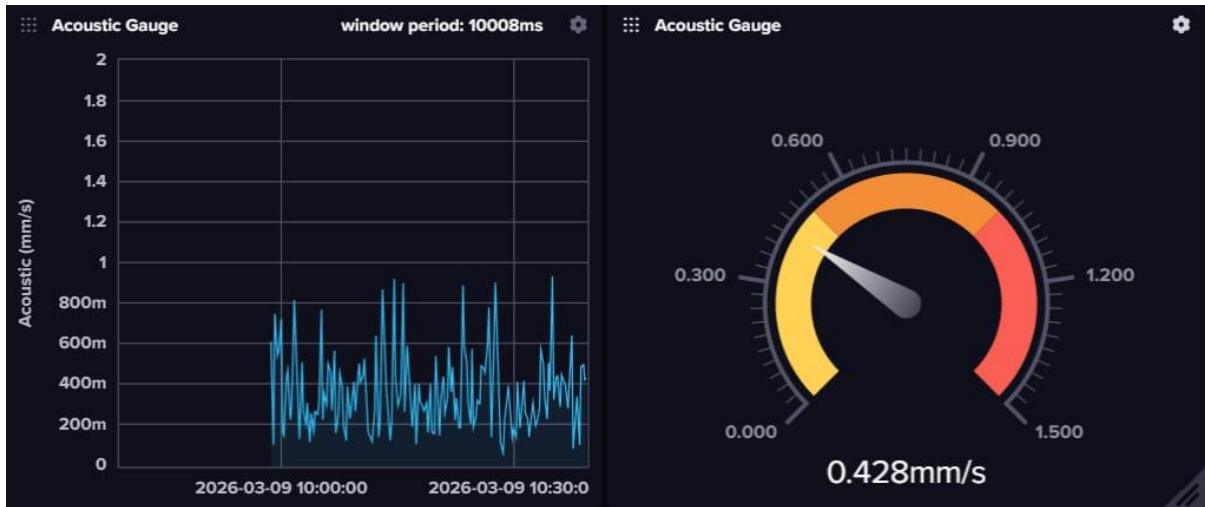 Acoustic Gauge
window period: 10008ms
2
1.8
1.6
1.4
1.2
1
800m
600m
400m
200m
0
Acoustic (mm/s)
2026-03-09 10:00:00
2026-03-09 10:30:0
Acoustic Gauge
0.600
0.900
0.300
1.200
0.000
1.500
0.428mm/s